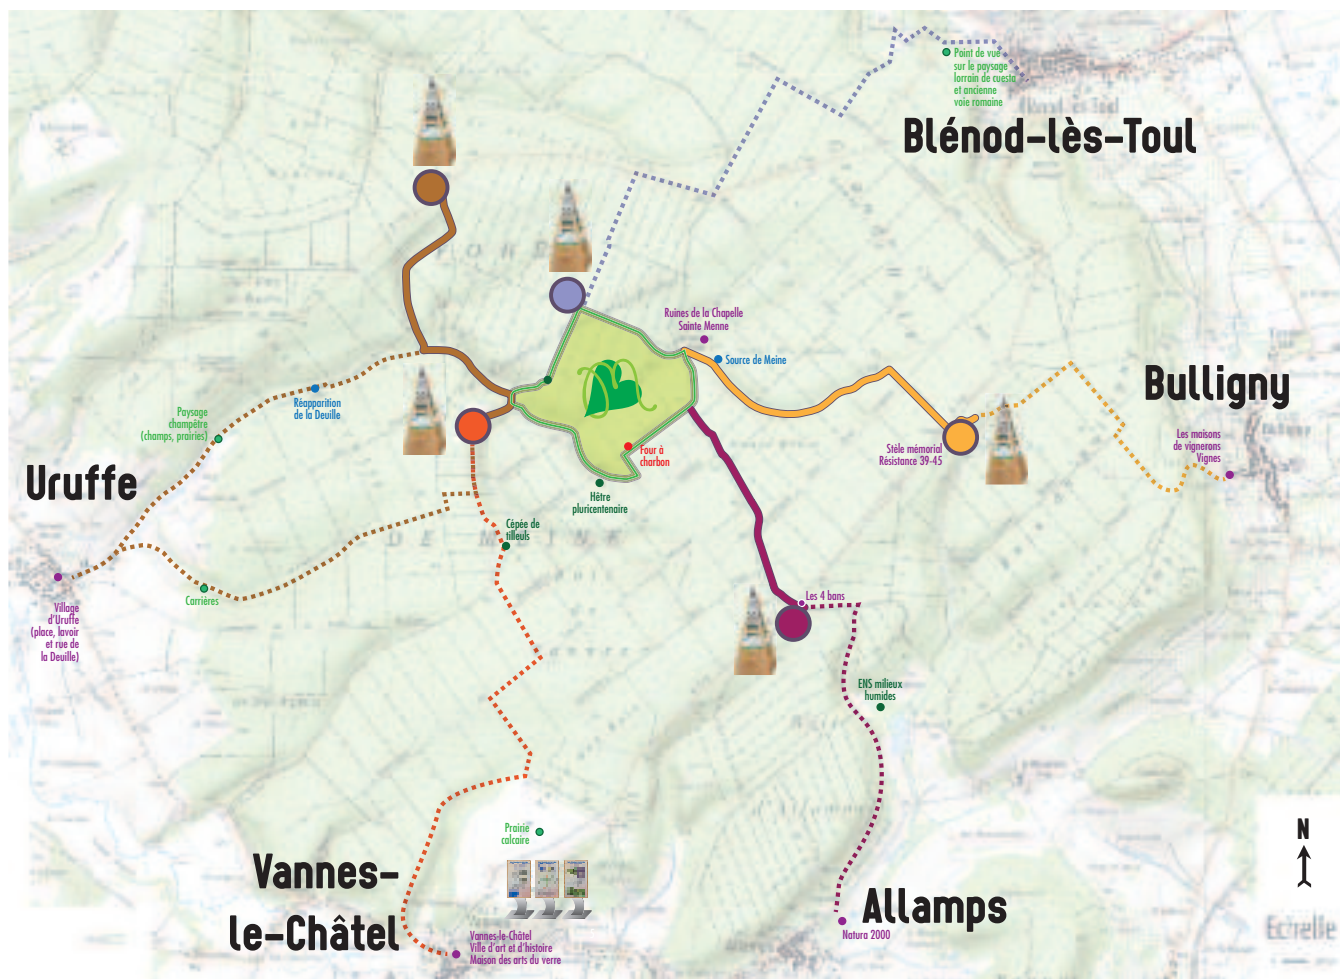 Point de vue
sur le paysage
lorrain de cuesta
et ancienne
voie romaine
Blénod-lès-Toul
Ruines de la Chapelle
Sainte Menne
Source de Meine
Bulligny
Les maisons
de vignerons
Vignes
Stèle mémorial
Résistance 39-45
Réapparition
de la Deuille
Paysage
champêtre
(champs, prairies)
Uruffe
Four à
charbon
Hêtre
pluricentenaire
Cépée de
tilleuls
DE MEINE
Carrières
Village
d'Uruffe
(place, lavoir
et rue de
la Deuille)
Les 4 bans
ENS milieux
humides
Prairie
calcaire
Vannes-
le-Châtel
Vannes-le-Châtel
Ville d'art et d'histoire
Maison des arts du verre
Allamps
Natura 2000
N
Echelle